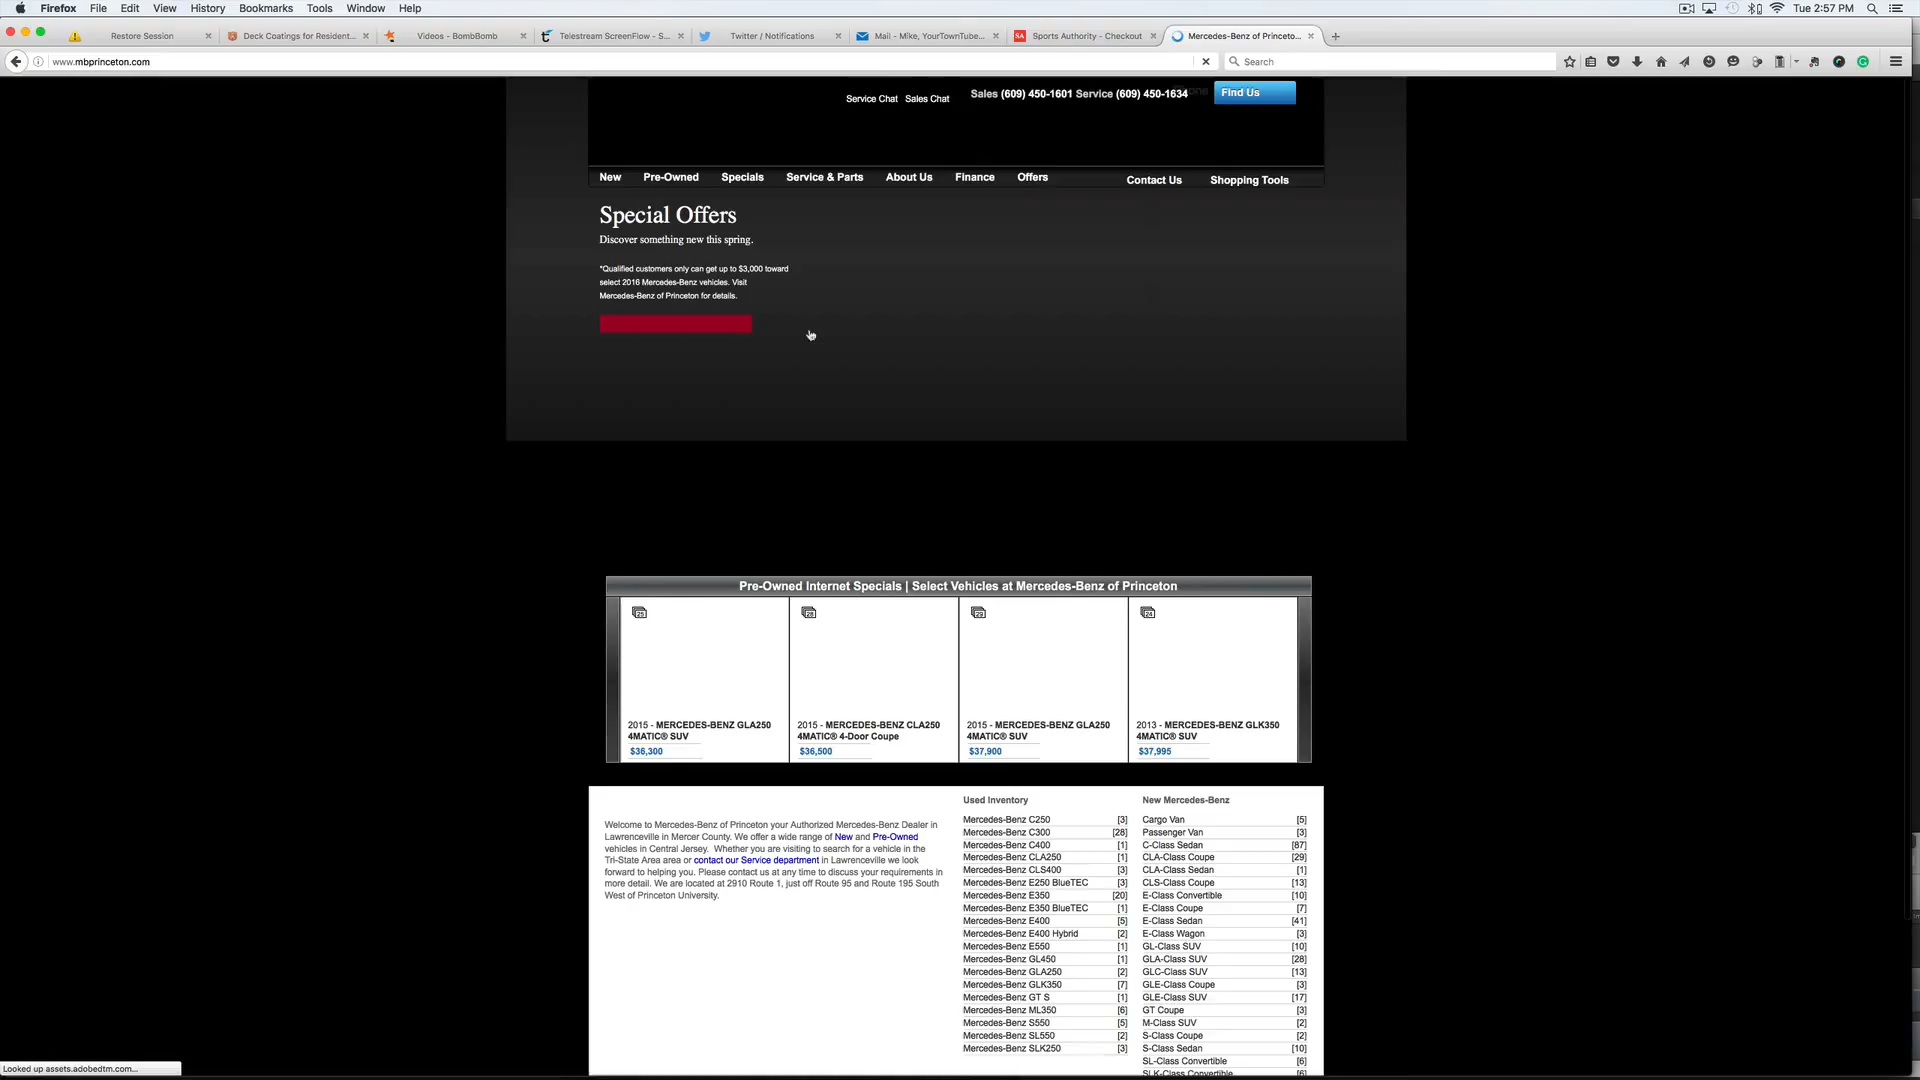 Firefox File Edit View History Bookmarks Tools Window Help
Tue 2:57 PM
Restore Session
Deck Coatings for Resident...
Videos - BombBomb
Telestream ScreenFlow - S...
Twitter / Notifications
Mail - Mike, YourTownTube...
SA Sports Authority - Checkout
Mercedes-Benz of Princeto...
www.mbprinceton.com
Search
Service Chat Sales Chat
Sales (609) 450-1601 Service (609) 450-1634
Find Us
New Pre-Owned Specials Service & Parts About Us Finance Offers Contact Us Shopping Tools
Special Offers
Discover something new this spring.
*Qualified customers only can get up to $3,000 toward
select 2016 Mercedes-Benz vehicles. Visit
Mercedes-Benz of Princeton for details.
Pre-Owned Internet Specials | Select Vehicles at Mercedes-Benz of Princeton
25
28
29
24
2015 - MERCEDES-BENZ GLA250
4MATIC® SUV
$36,300
2015 - MERCEDES-BENZ CLA250
4MATIC® 4-Door Coupe
$36,500
2015 - MERCEDES-BENZ GLA250
4MATIC® SUV
$37,900
2013 - MERCEDES-BENZ GLK350
4MATIC® SUV
$37,995
Welcome to Mercedes-Benz of Princeton your Authorized Mercedes-Benz Dealer in
Lawrenceville in Mercer County. We offer a wide range of New and Pre-Owned
vehicles in Central Jersey. Whether you are visiting to search for a vehicle in the
Tri-State Area area or contact our Service department in Lawrenceville we look
forward to helping you. Please contact us at any time to discuss your requirements in
more detail. We are located at 2910 Route 1, just off Route 95 and Route 195 South
West of Princeton University.
Used Inventory
Mercedes-Benz C250 [3]
Mercedes-Benz C300 [28]
Mercedes-Benz C400 [1]
Mercedes-Benz CLA250 [1]
Mercedes-Benz CLS400 [3]
Mercedes-Benz E250 BlueTEC [3]
Mercedes-Benz E350 [20]
Mercedes-Benz E350 BlueTEC [1]
Mercedes-Benz E400 [5]
Mercedes-Benz E400 Hybrid [2]
Mercedes-Benz E550 [1]
Mercedes-Benz GL450 [1]
Mercedes-Benz GLA250 [2]
Mercedes-Benz GLK350 [7]
Mercedes-Benz GT S [1]
Mercedes-Benz ML350 [6]
Mercedes-Benz S550 [5]
Mercedes-Benz SL550 [2]
Mercedes-Benz SLK250 [3]
New Mercedes-Benz
Cargo Van [5]
Passenger Van [3]
C-Class Sedan [87]
CLA-Class Coupe [29]
CLA-Class Sedan [1]
CLS-Class Coupe [13]
E-Class Convertible [10]
E-Class Coupe [7]
E-Class Sedan [41]
E-Class Wagon [3]
GL-Class SUV [10]
GLA-Class SUV [28]
GLC-Class SUV [13]
GLE-Class Coupe [3]
GLE-Class SUV [17]
GT Coupe [3]
M-Class SUV [2]
S-Class Coupe [2]
S-Class Sedan [10]
SL-Class Convertible [6]
SLK-Class Convertible [6]
Looked up assets.adobedtm.com...